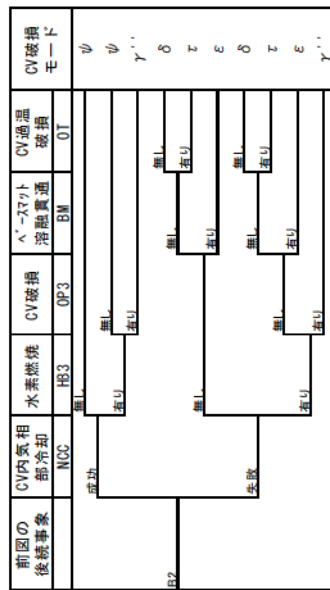 前図の
後続事象
CV内気相
部冷却
NCC
水素燃焼
HB3
CV破損
OP3
ベースマット
溶融貫通
BM
CV過温
破損
OT
CV破損
モード
B2
成功
失敗
無し
有り
無し
有り
無し
有り
無し
有り
無し
有り
無し
有り
無し
有り
無し
有り
ψ
ψ
γ''
δ
τ
ε
δ
τ
ε
γ''